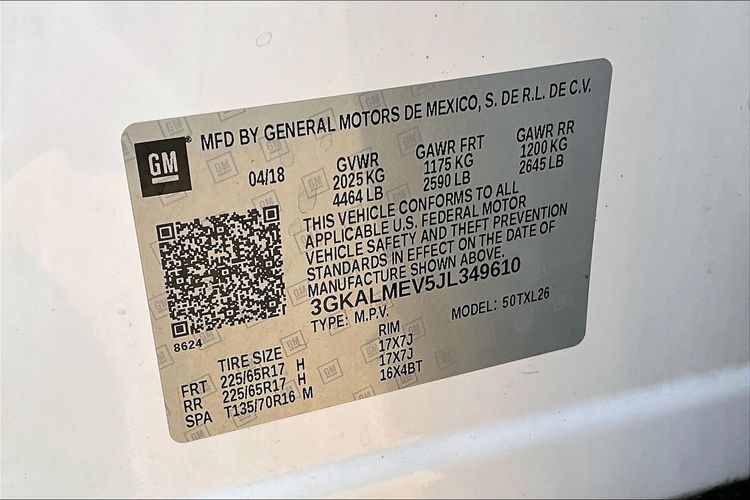 GM ® MFD BY GENERAL MOTORS DE MEXICO, S. DE R.L. DE C.V.
04/18 GVWR GAWR FRT GAWR RR
2025 KG 1175 KG 1200 KG
4464 LB 2590 LB 2645 LB
THIS VEHICLE CONFORMS TO ALL
APPLICABLE U.S. FEDERAL MOTOR
VEHICLE SAFETY AND THEFT PREVENTION
STANDARDS IN EFFECT ON THE DATE OF
MANUFACTURE SHOWN ABOVE.
3GKALMEV5JL349610
TYPE: M.P.V. MODEL: 50TXL26
8624
TIRE SIZE RIM
FRT 225/65R17 H 17X7J
RR 225/65R17 H 17X7J
SPA T135/70R16 M 16X4BT